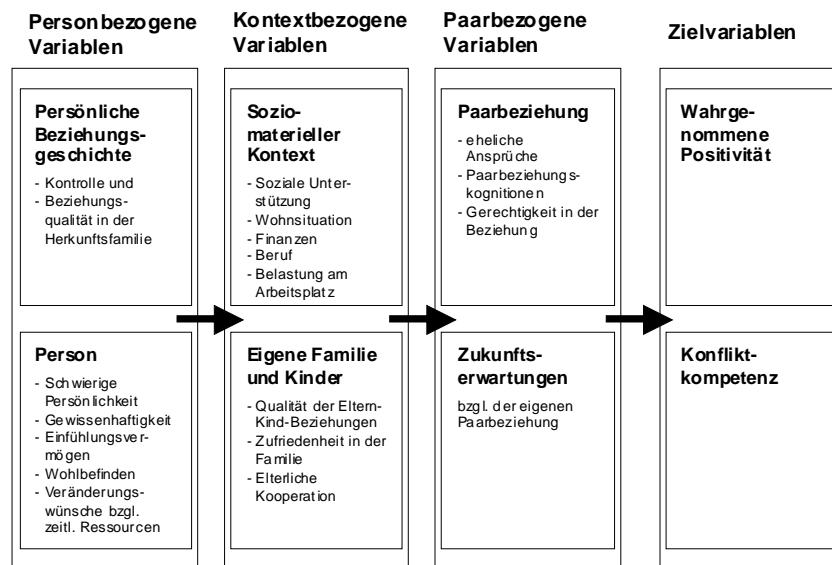 Personbezogene
Variablen
Persönliche
Beziehungs-
geschichte
- Kontrolle und
- Beziehungs-
qualität in der
Herkunftsfamilie
Person
- Schwierige
Persönlichkeit
- Gewissenhaftigkeit
- Einfühlungsver-
mögen
- Wohlbefinden
- Veränderungs-
wünsche bzgl.
zeitl. Ressourcen
Kontextbezogene
Variablen
Sozio-
materieller
Kontext
- Soziale Unter-
stützung
- Wohnsituation
- Finanzen
- Beruf
- Belastung am
Arbeitsplatz
Eigene Familie
und Kinder
- Qualität der Eltern-
Kind-Beziehungen
- Zufriedenheit in der
Familie
- Elterliche
Kooperation
Paarbezogene
Variablen
Paarbeziehung
- eheliche
Ansprüche
- Paarbeziehungs-
kognitionen
- Gerechtigkeit in der
Beziehung
Zukunfts-
erwartungen
bzgl. der eigenen
Paarbeziehung
Zielvariablen
Wahrge-
nommene
Positivität
Konflikt-
kompetenz